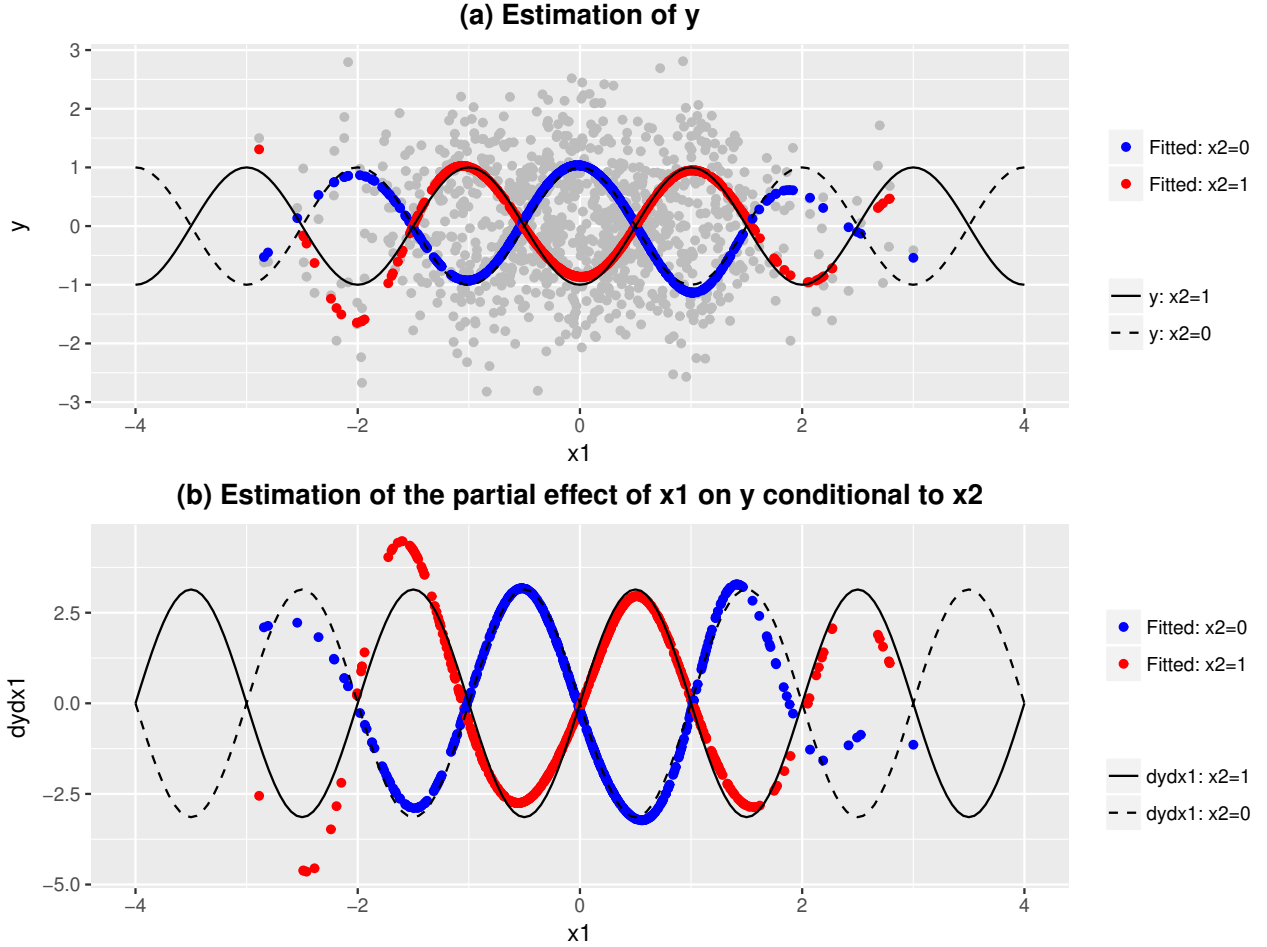 (a) Estimation of y
3
2
1
0
−1
−2
−3
y
−4
−2
0
2
4
x1
Fitted: x2=0
Fitted: x2=1
y: x2=1
y: x2=0
(b) Estimation of the partial effect of x1 on y conditional to x2
2.5
0.0
−2.5
−5.0
dydx1
−4
−2
0
2
4
x1
Fitted: x2=0
Fitted: x2=1
dydx1: x2=1
dydx1: x2=0